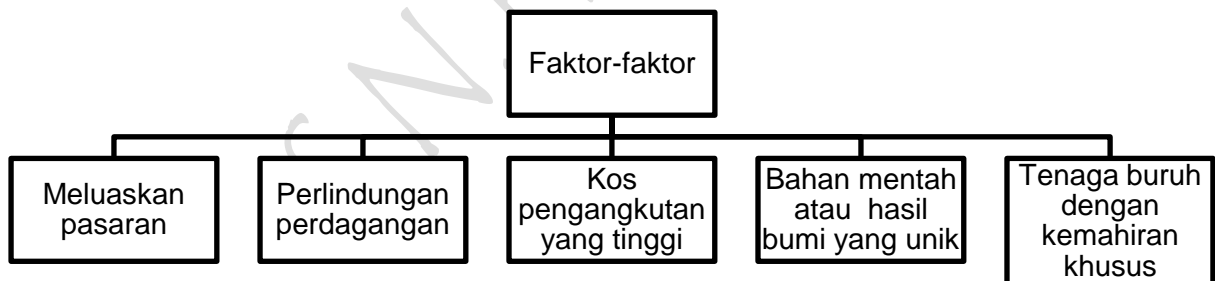 Faktor-faktor
Meluaskan
pasaran
Perlindungan
perdagangan
Kos
pengangkutan
yang tinggi
Bahan mentah
atau hasil
bumi yang unik
Tenaga buruh
dengan
kemahiran
khusus